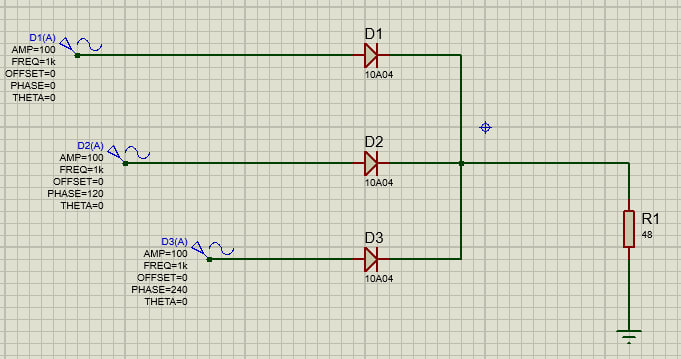 D1(A)
AMP=100
FREQ=1k
OFFSET=0
PHASE=0
THETA=0
D1
10A04
D2(A)
AMP=100
FREQ=1k
OFFSET=0
PHASE=120
THETA=0
D2
10A04
D3(A)
AMP=100
FREQ=1k
OFFSET=0
PHASE=240
THETA=0
D3
10A04
R1
48